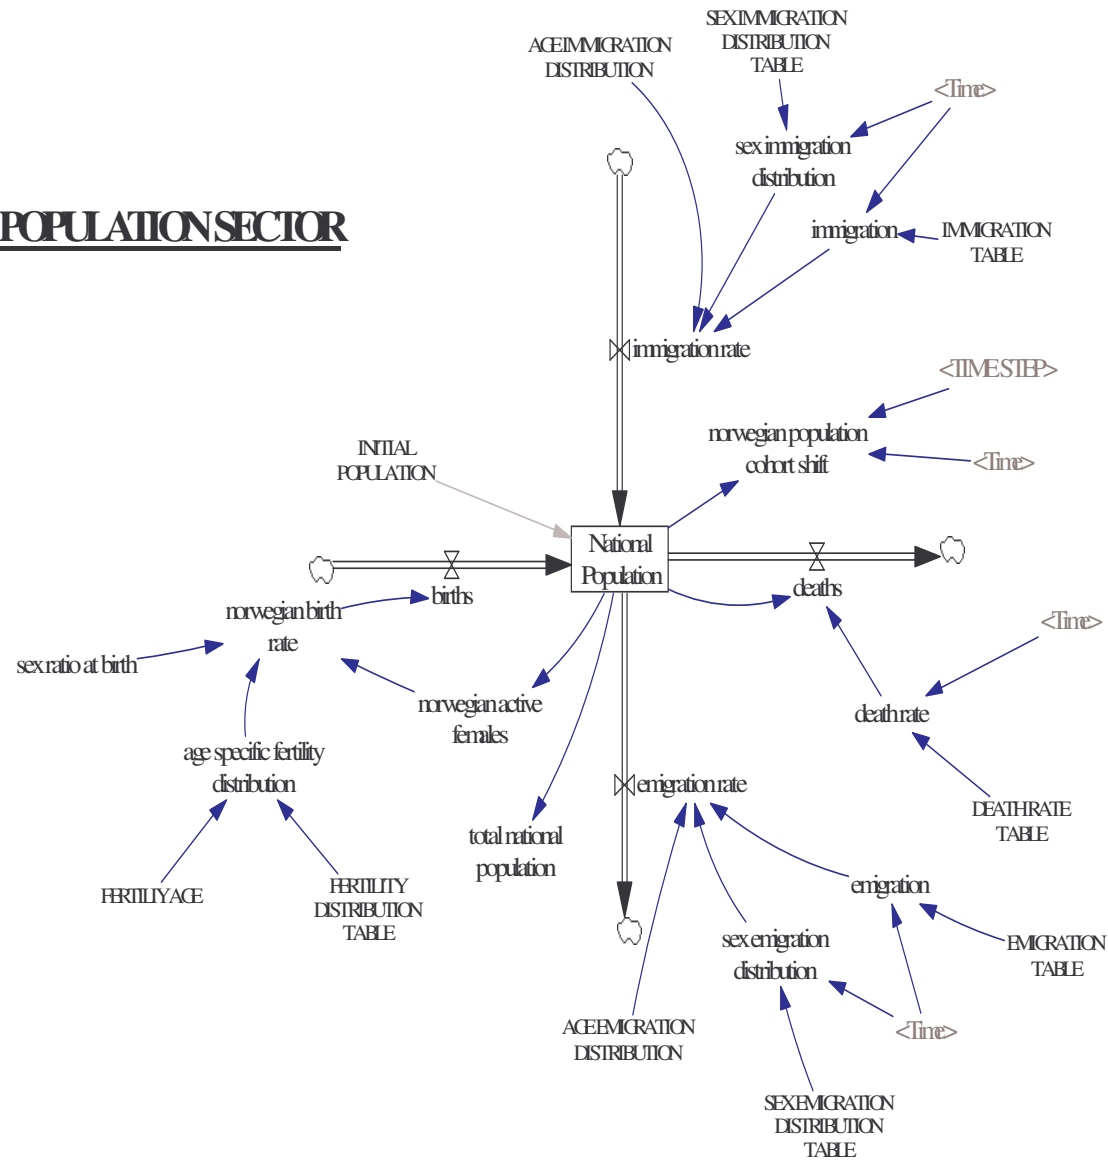 SEX IMMIGRATION
DISTRIBUTION
TABLE
AGE IMMIGRATION
DISTRIBUTION
<Time>
sex immigration
distribution
POPULATION SECTOR
immigration
IMMIGRATION
TABLE
immigration rate
<TIME STEP>
norwegian population
cohort shift
<Time>
INITIAL
POPULATION
National
Population
births
deaths
norwegian birth
rate
<Time>
sex ratio at birth
norwegian active
females
death rate
age specific fertility
distribution
emigration rate
DEATH RATE
TABLE
total national
population
FERTILIY AGE
FERTILITY
DISTRIBUTION
TABLE
emigration
sex emigration
distribution
EMIGRATION
TABLE
AGE EMIGRATION
DISTRIBUTION
<Time>
SEX EMIGRATION
DISTRIBUTION
TABLE